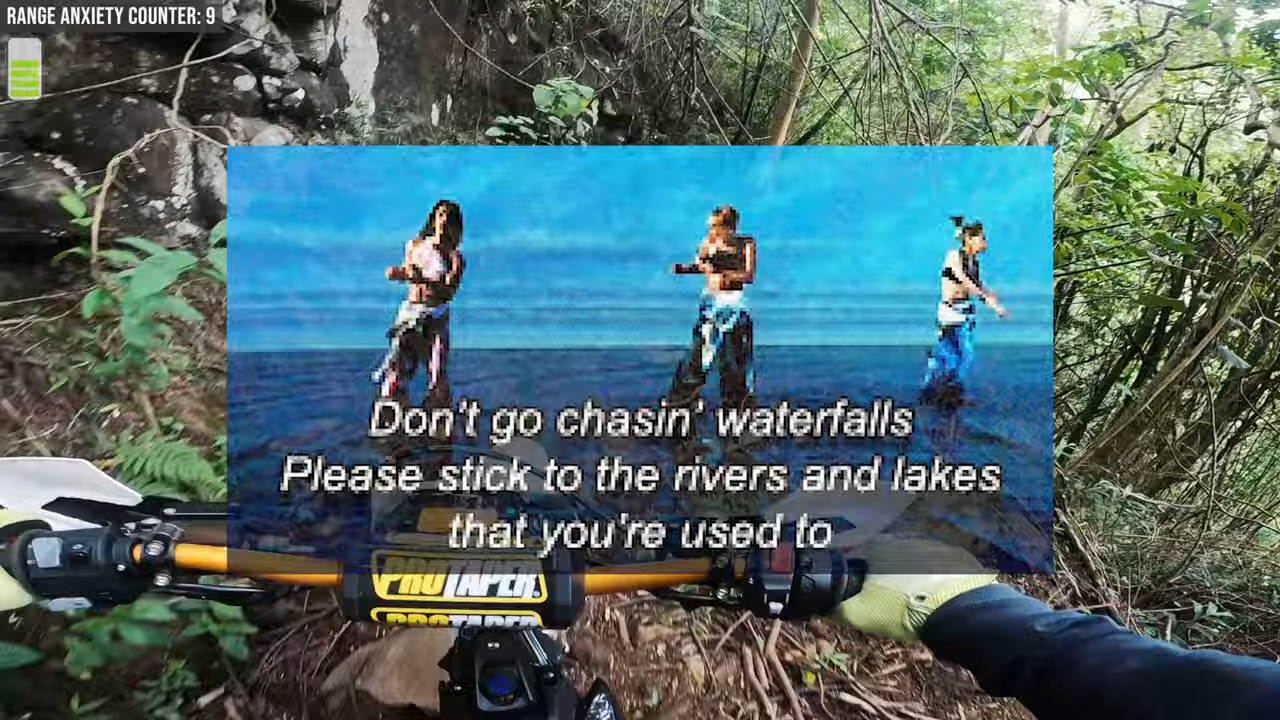 RANGE ANXIETY COUNTER: 9
Don't go chasin' waterfalls
Please stick to the rivers and lakes
that you're used to
PROTAPER.
PROTAPER